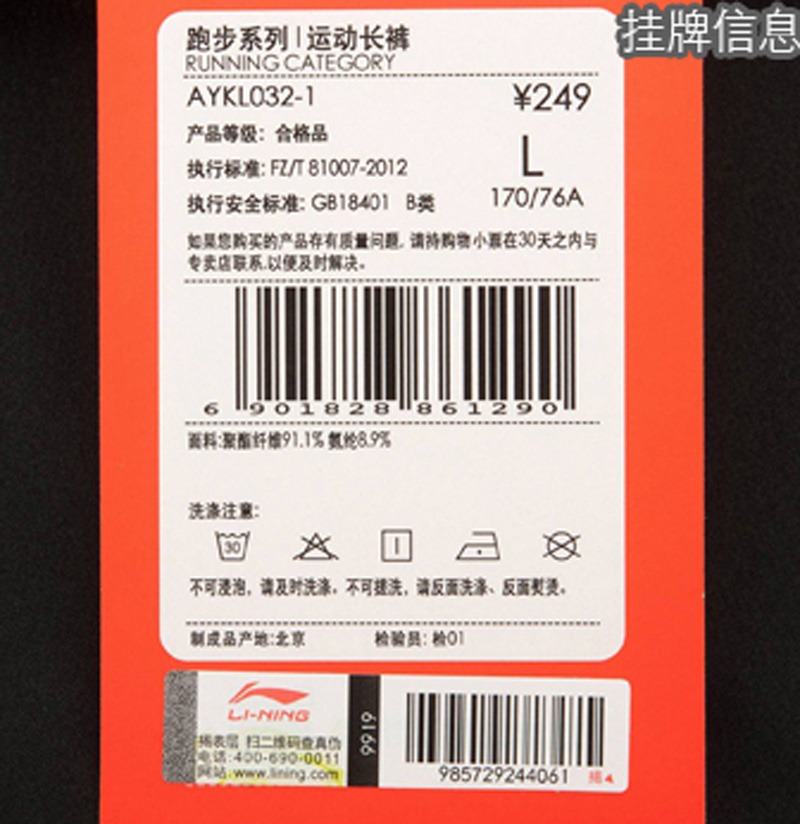 挂牌信息
跑步系列|运动长裤
RUNNING CATEGORY
AYKL032-1
¥249
产品等级: 合格品
执行标准: FZ/T 81007-2012
L
执行安全标准: GB18401 B类
170/76A
如果您购买的产品存有质量问题, 请持购物小票在30天之内与
专卖店联系,以便及时解决。
6 901828 861290
面料:聚酯纤维91.1% 氨纶8.9%
洗涤注意:
30
不可浸泡, 请及时洗涤。不可搓洗, 请反面洗涤、反面熨烫。
制成品产地:北京 检验员: 检01
LI-NING
揭表层 扫二维码查真伪
电话:400-690-0011
网站:www.lining.com
9919
985729244061
揭